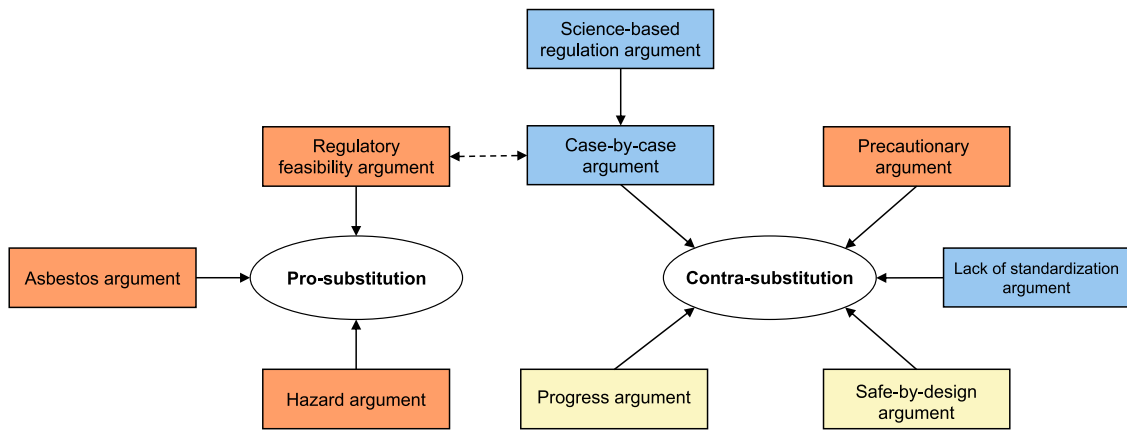 Science-based
regulation argument
Regulatory
feasibility argument
Case-by-case
argument
Precautionary
argument
Asbestos argument
Pro-substitution
Contra-substitution
Lack of standardization
argument
Hazard argument
Progress argument
Safe-by-design
argument